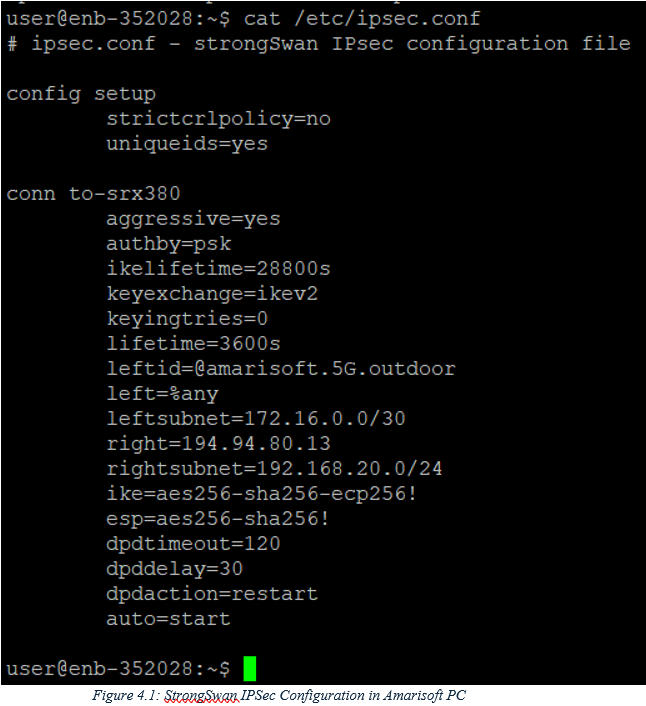 user@enb-352028:~$ cat /etc/ipsec.conf
# ipsec.conf - strongSwan IPsec configuration file
config setup
strictcrlpolicy=no
uniqueids=yes
conn to-srx380
aggressive=yes
authby=psk
ikelifetime=28800s
keyexchange=ikev2
keyingtries=0
lifetime=3600s
leftid=@amarisoft.5G.outdoor
left=%any
leftsubnet=172.16.0.0/30
right=194.94.80.13
rightsubnet=192.168.20.0/24
ike=aes256-sha256-ecp256!
esp=aes256-sha256!
dpdtimeout=120
dpddelay=30
dpdaction=restart
auto=start
user@enb-352028:~$
Figure 4.1: StrongSwan IPSec Configuration in Amarisoft PC